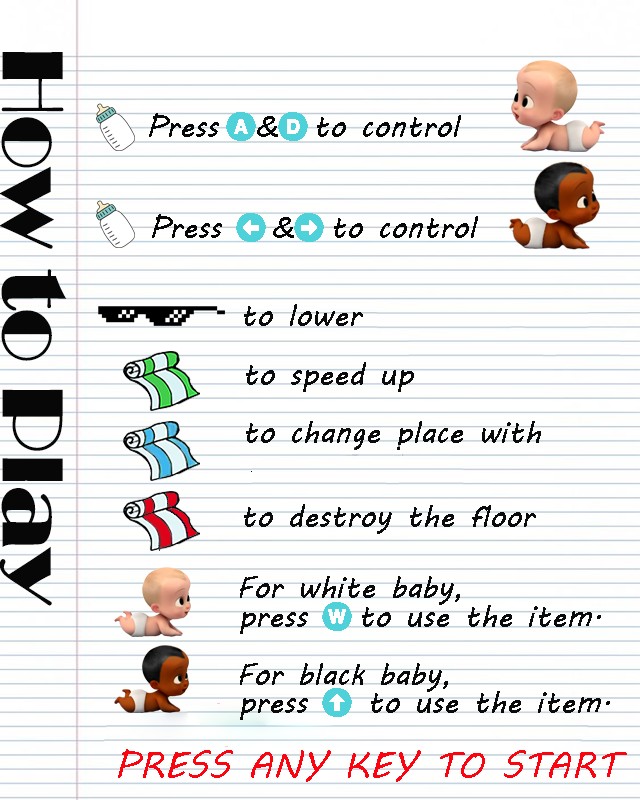 How to Play
Press A & D to control
Press ← & → to control
to lower
to speed up
to change place with
to destroy the floor
For white baby,
press W to use the item.
For black baby,
press ↑ to use the item.
PRESS ANY KEY TO START